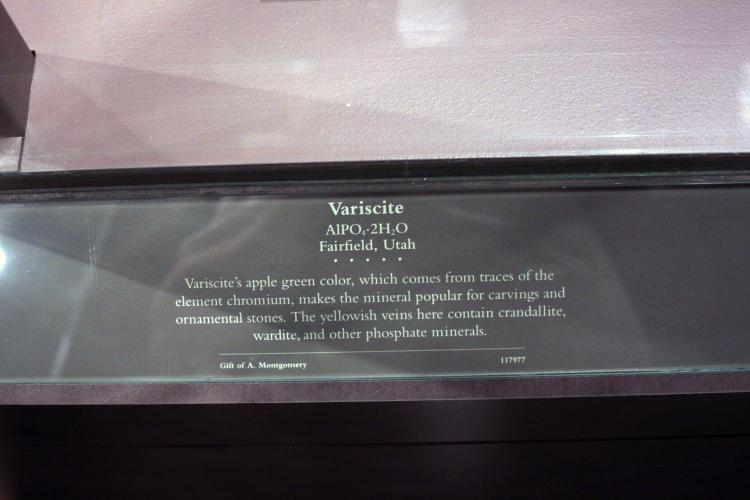 Variscite
AlPO₄·2H₂O
Fairfield, Utah
• • • • •
Variscite's apple green color, which comes from traces of the
element chromium, makes the mineral popular for carvings and
ornamental stones. The yellowish veins here contain crandallite,
wardite, and other phosphate minerals.
Gift of A. Montgomery 117977